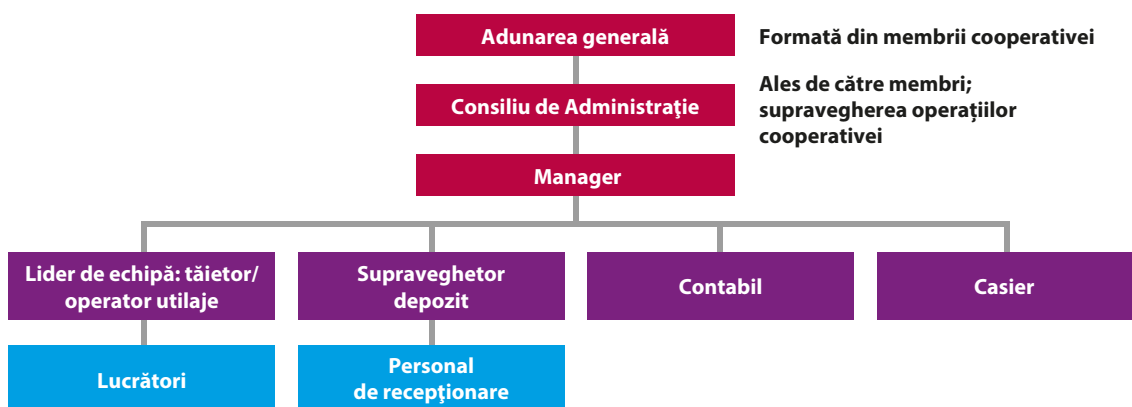 Adunarea generală
Formată din membrii cooperativei
Consiliu de Administraţie
Ales de către membri;
supravegherea operațiilor
cooperativei
Manager
Lider de echipă: tăietor/
operator utilaje
Supraveghetor
depozit
Contabil
Casier
Lucrători
Personal
de recepţionare